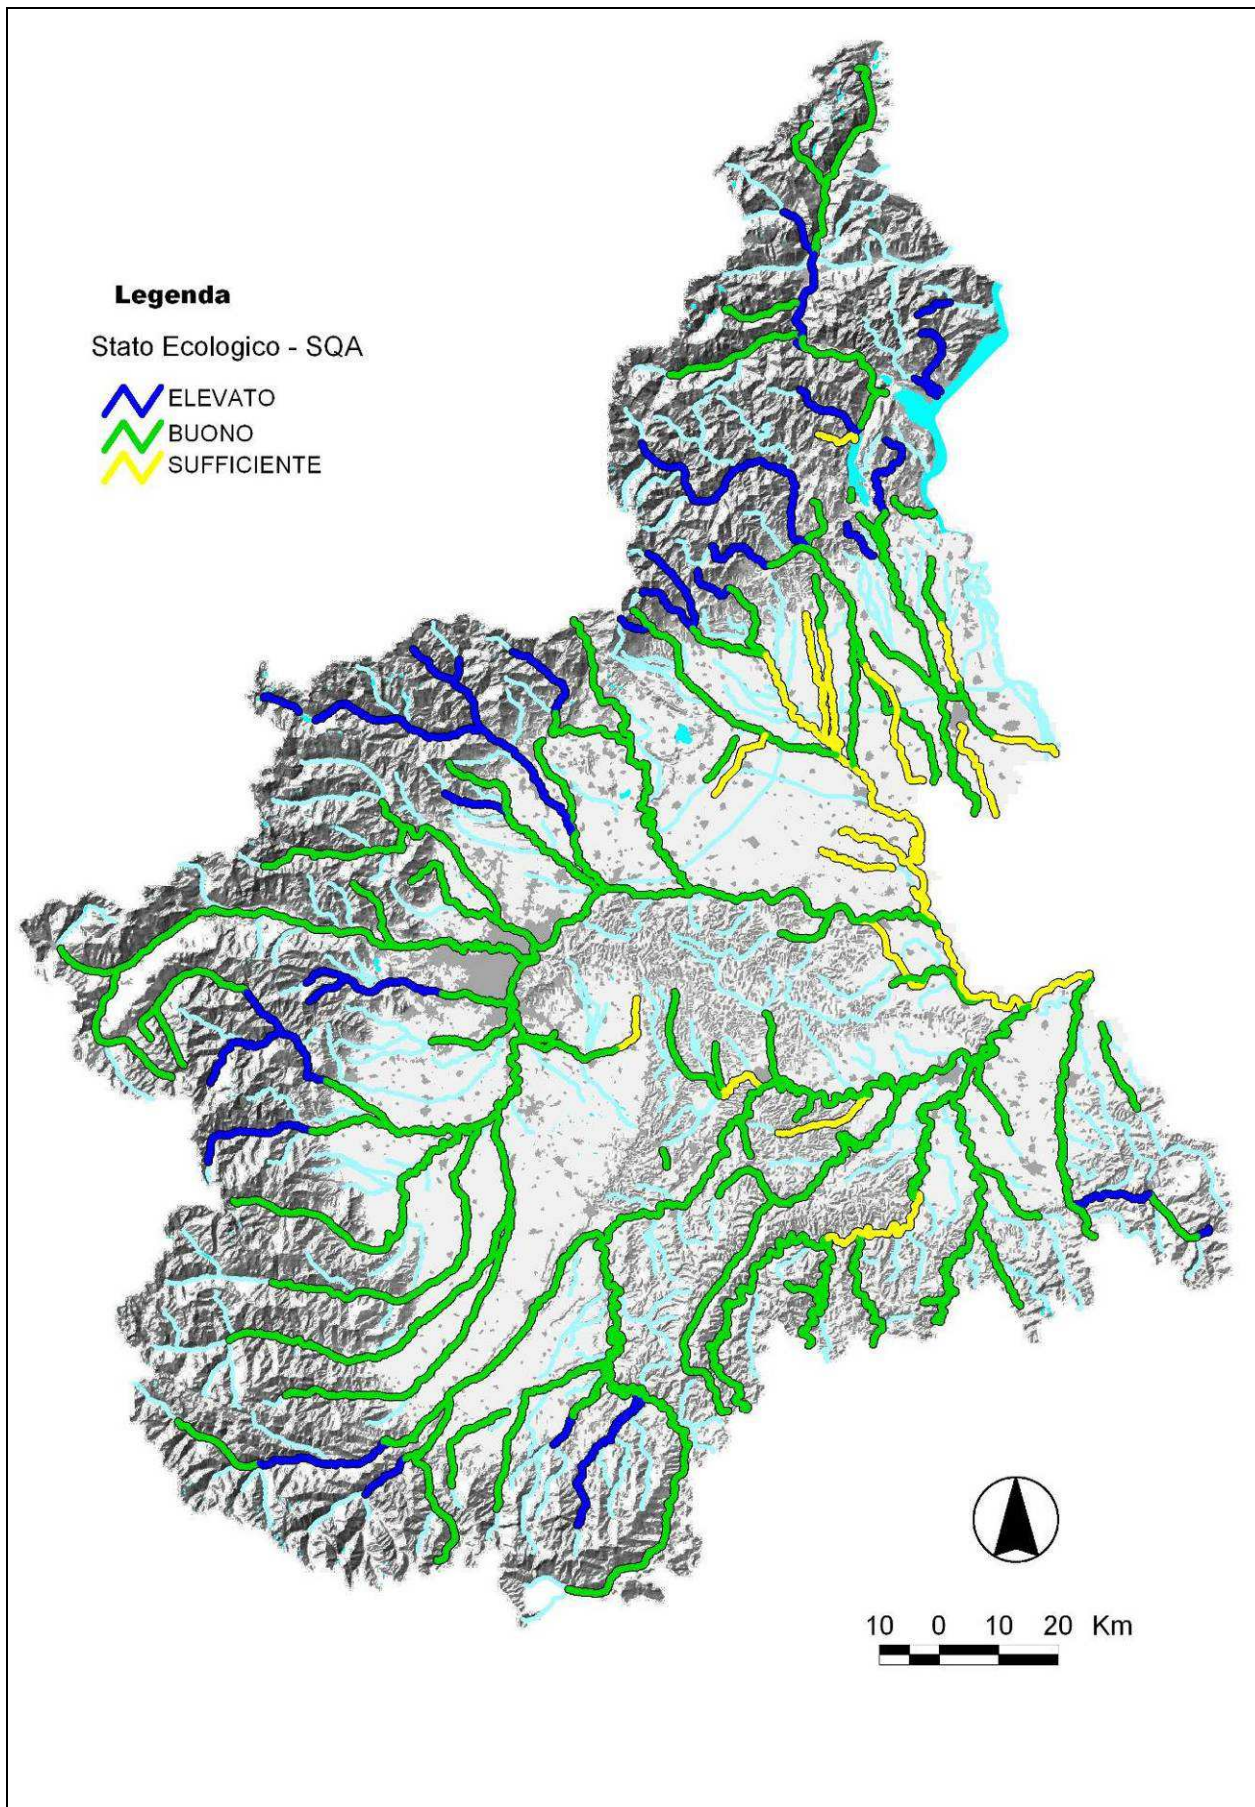 Legenda
Stato Ecologico - SQA
ELEVATO
BUONO
SUFFICIENTE
10 0 10 20 Km